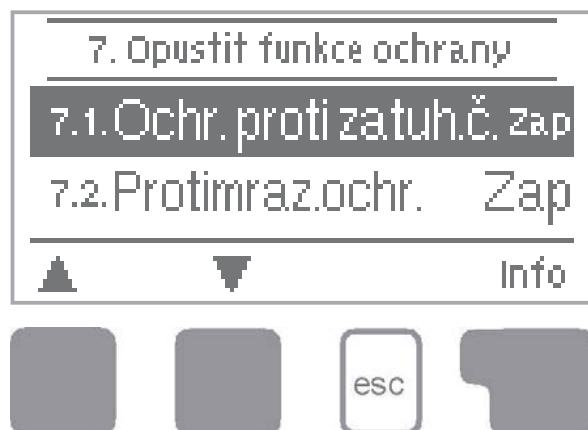 7. Opustit funkce ochrany
7.1. Ochr. proti zatuh.č. Zap
7.2. Protimraz.ochr. Zap
Info
esc